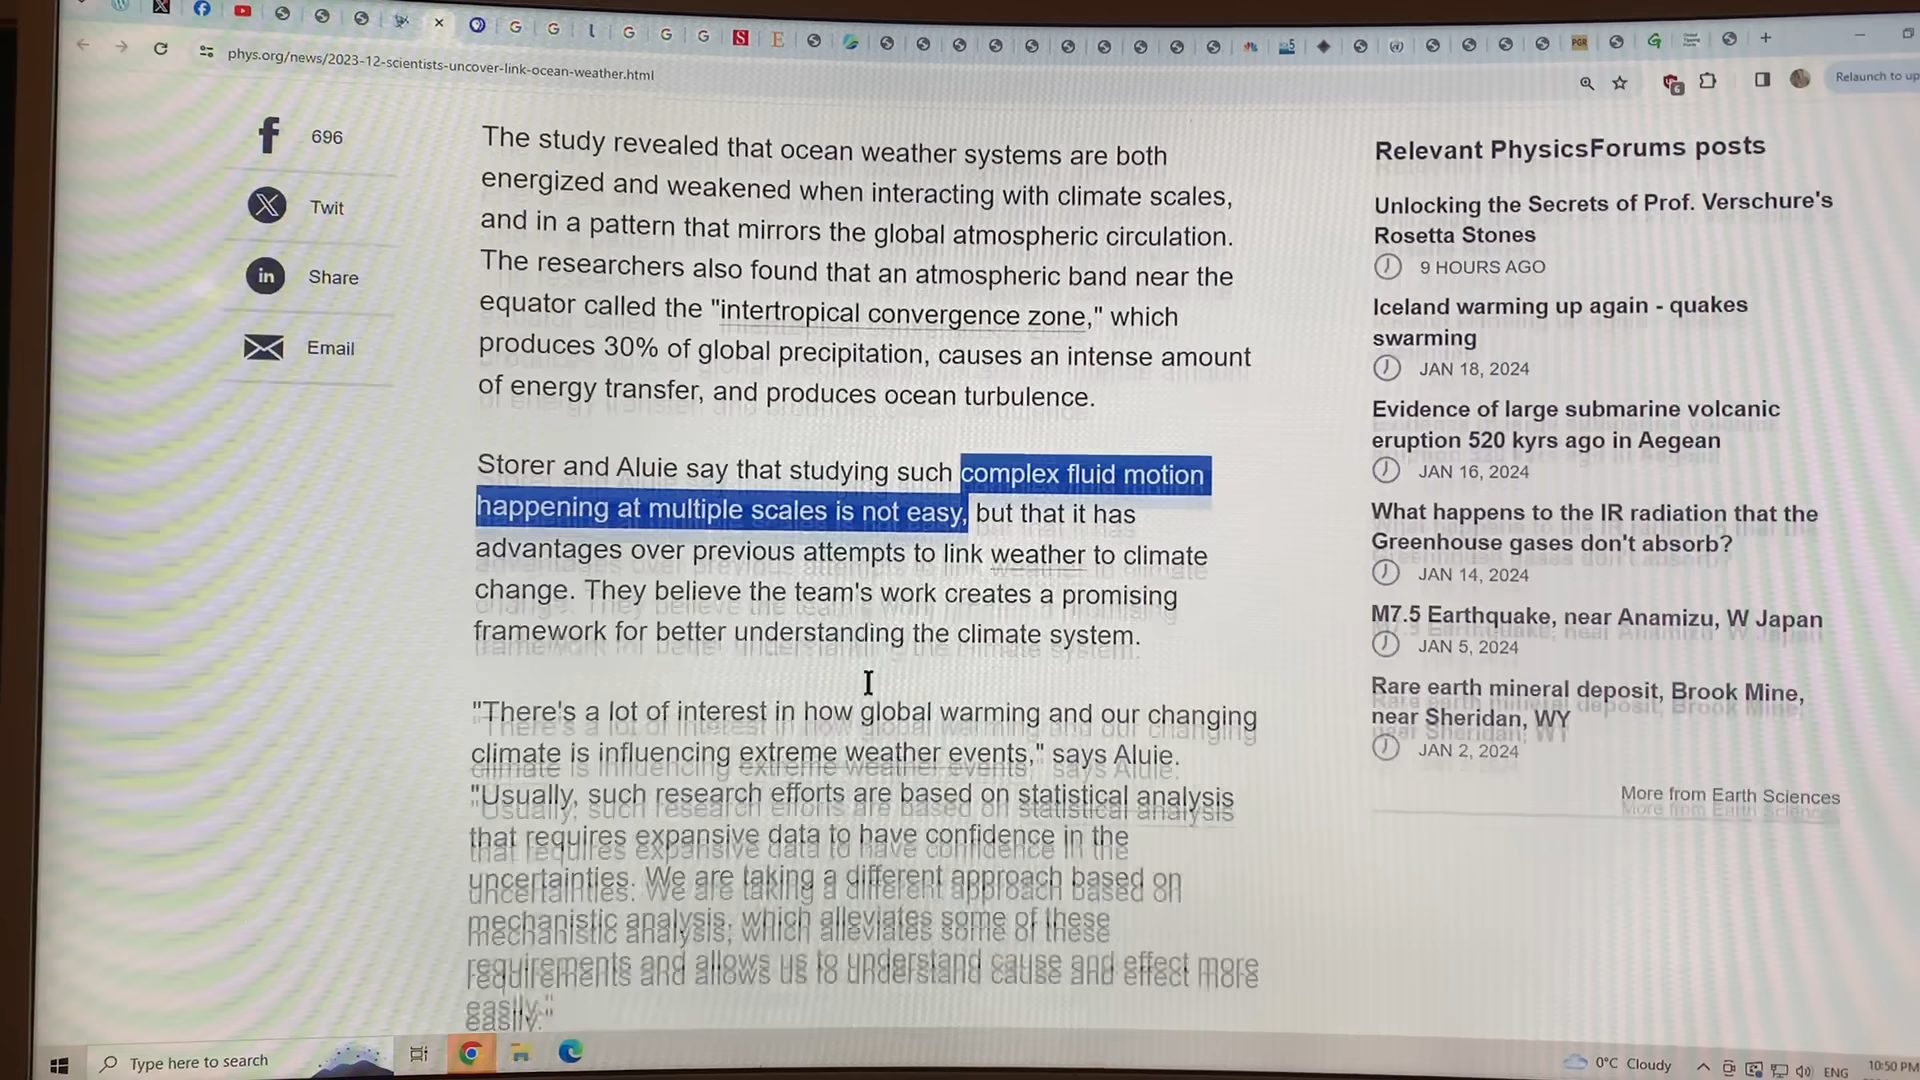 phys.org/news/2023-12-scientists-uncover-link-ocean-weather.html
Relaunch to up
696
Twit
Share
Email
The study revealed that ocean weather systems are both
energized and weakened when interacting with climate scales,
and in a pattern that mirrors the global atmospheric circulation.
The researchers also found that an atmospheric band near the
equator called the "intertropical convergence zone," which
produces 30% of global precipitation, causes an intense amount
of energy transfer, and produces ocean turbulence.
Storer and Aluie say that studying such complex fluid motion
happening at multiple scales is not easy, but that it has
advantages over previous attempts to link weather to climate
change. They believe the team's work creates a promising
framework for better understanding the climate system.
"There's a lot of interest in how global warming and our changing
climate is influencing extreme weather events," says Aluie.
"Usually, such research efforts are based on statistical analysis
that requires expansive data to have confidence in the
uncertainties. We are taking a different approach based on
mechanistic analysis, which alleviates some of these
requirements and allows us to understand cause and effect more
easily."
Relevant PhysicsForums posts
Unlocking the Secrets of Prof. Verschure's
Rosetta Stones
9 HOURS AGO
Iceland warming up again - quakes
swarming
JAN 18, 2024
Evidence of large submarine volcanic
eruption 520 kyrs ago in Aegean
JAN 16, 2024
What happens to the IR radiation that the
Greenhouse gases don't absorb?
JAN 14, 2024
M7.5 Earthquake, near Anamizu, W Japan
JAN 5, 2024
Rare earth mineral deposit, Brook Mine,
near Sheridan, WY
JAN 2, 2024
More from Earth Sciences
Type here to search
0°C Cloudy
ENG
10:50 PM